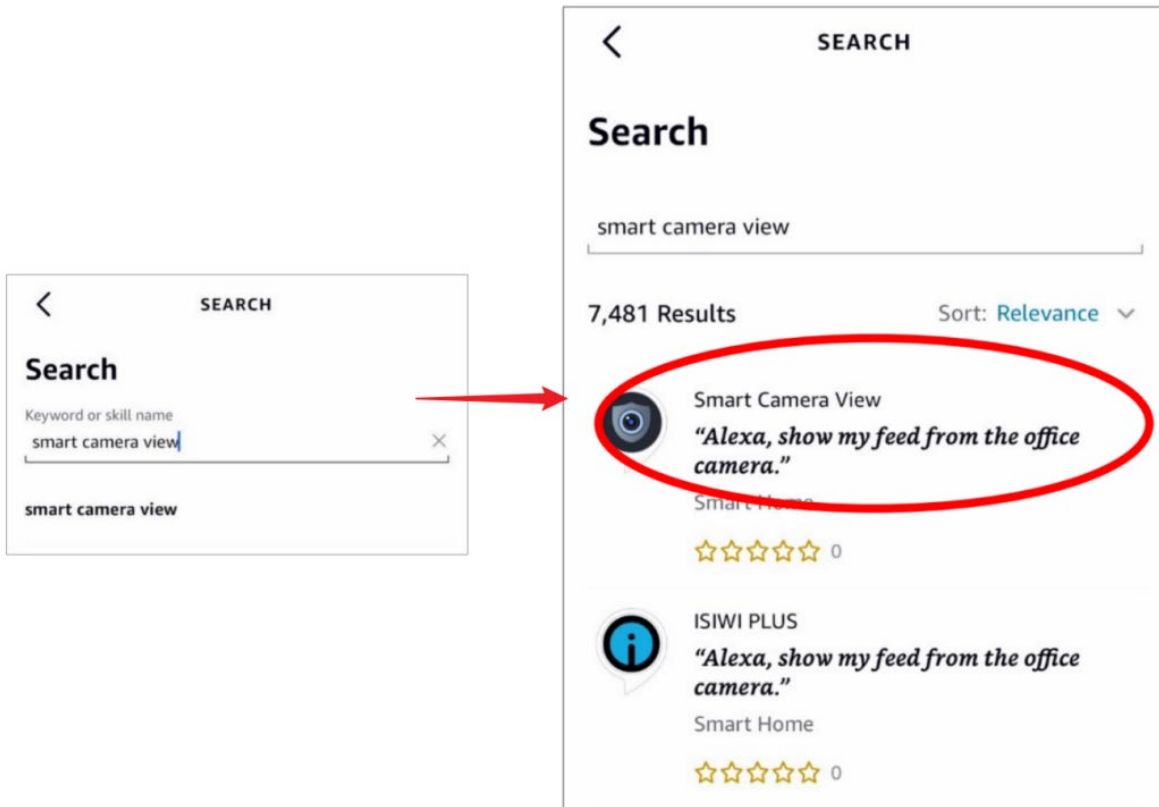 SEARCH
Search
Keyword or skill name
smart camera view
smart camera view
SEARCH
Search
smart camera view
7,481 Results
Sort: Relevance
Smart Camera View
“Alexa, show my feed from the office
camera.”
Smart Home
0
ISIWI PLUS
“Alexa, show my feed from the office
camera.”
Smart Home
0